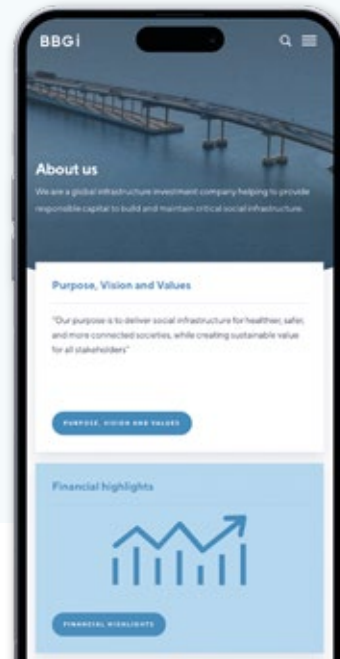 BBGi
About us
We are a global infrastructure investment company helping to provide
responsible capital to build and maintain critical social infrastructure.
Purpose, Vision and Values
"Our purpose is to deliver social infrastructure for healthier, safer,
and more connected societies, while creating sustainable value
for all stakeholders"
PURPOSE, VISION AND VALUES
Financial highlights
FINANCIAL HIGHLIGHTS